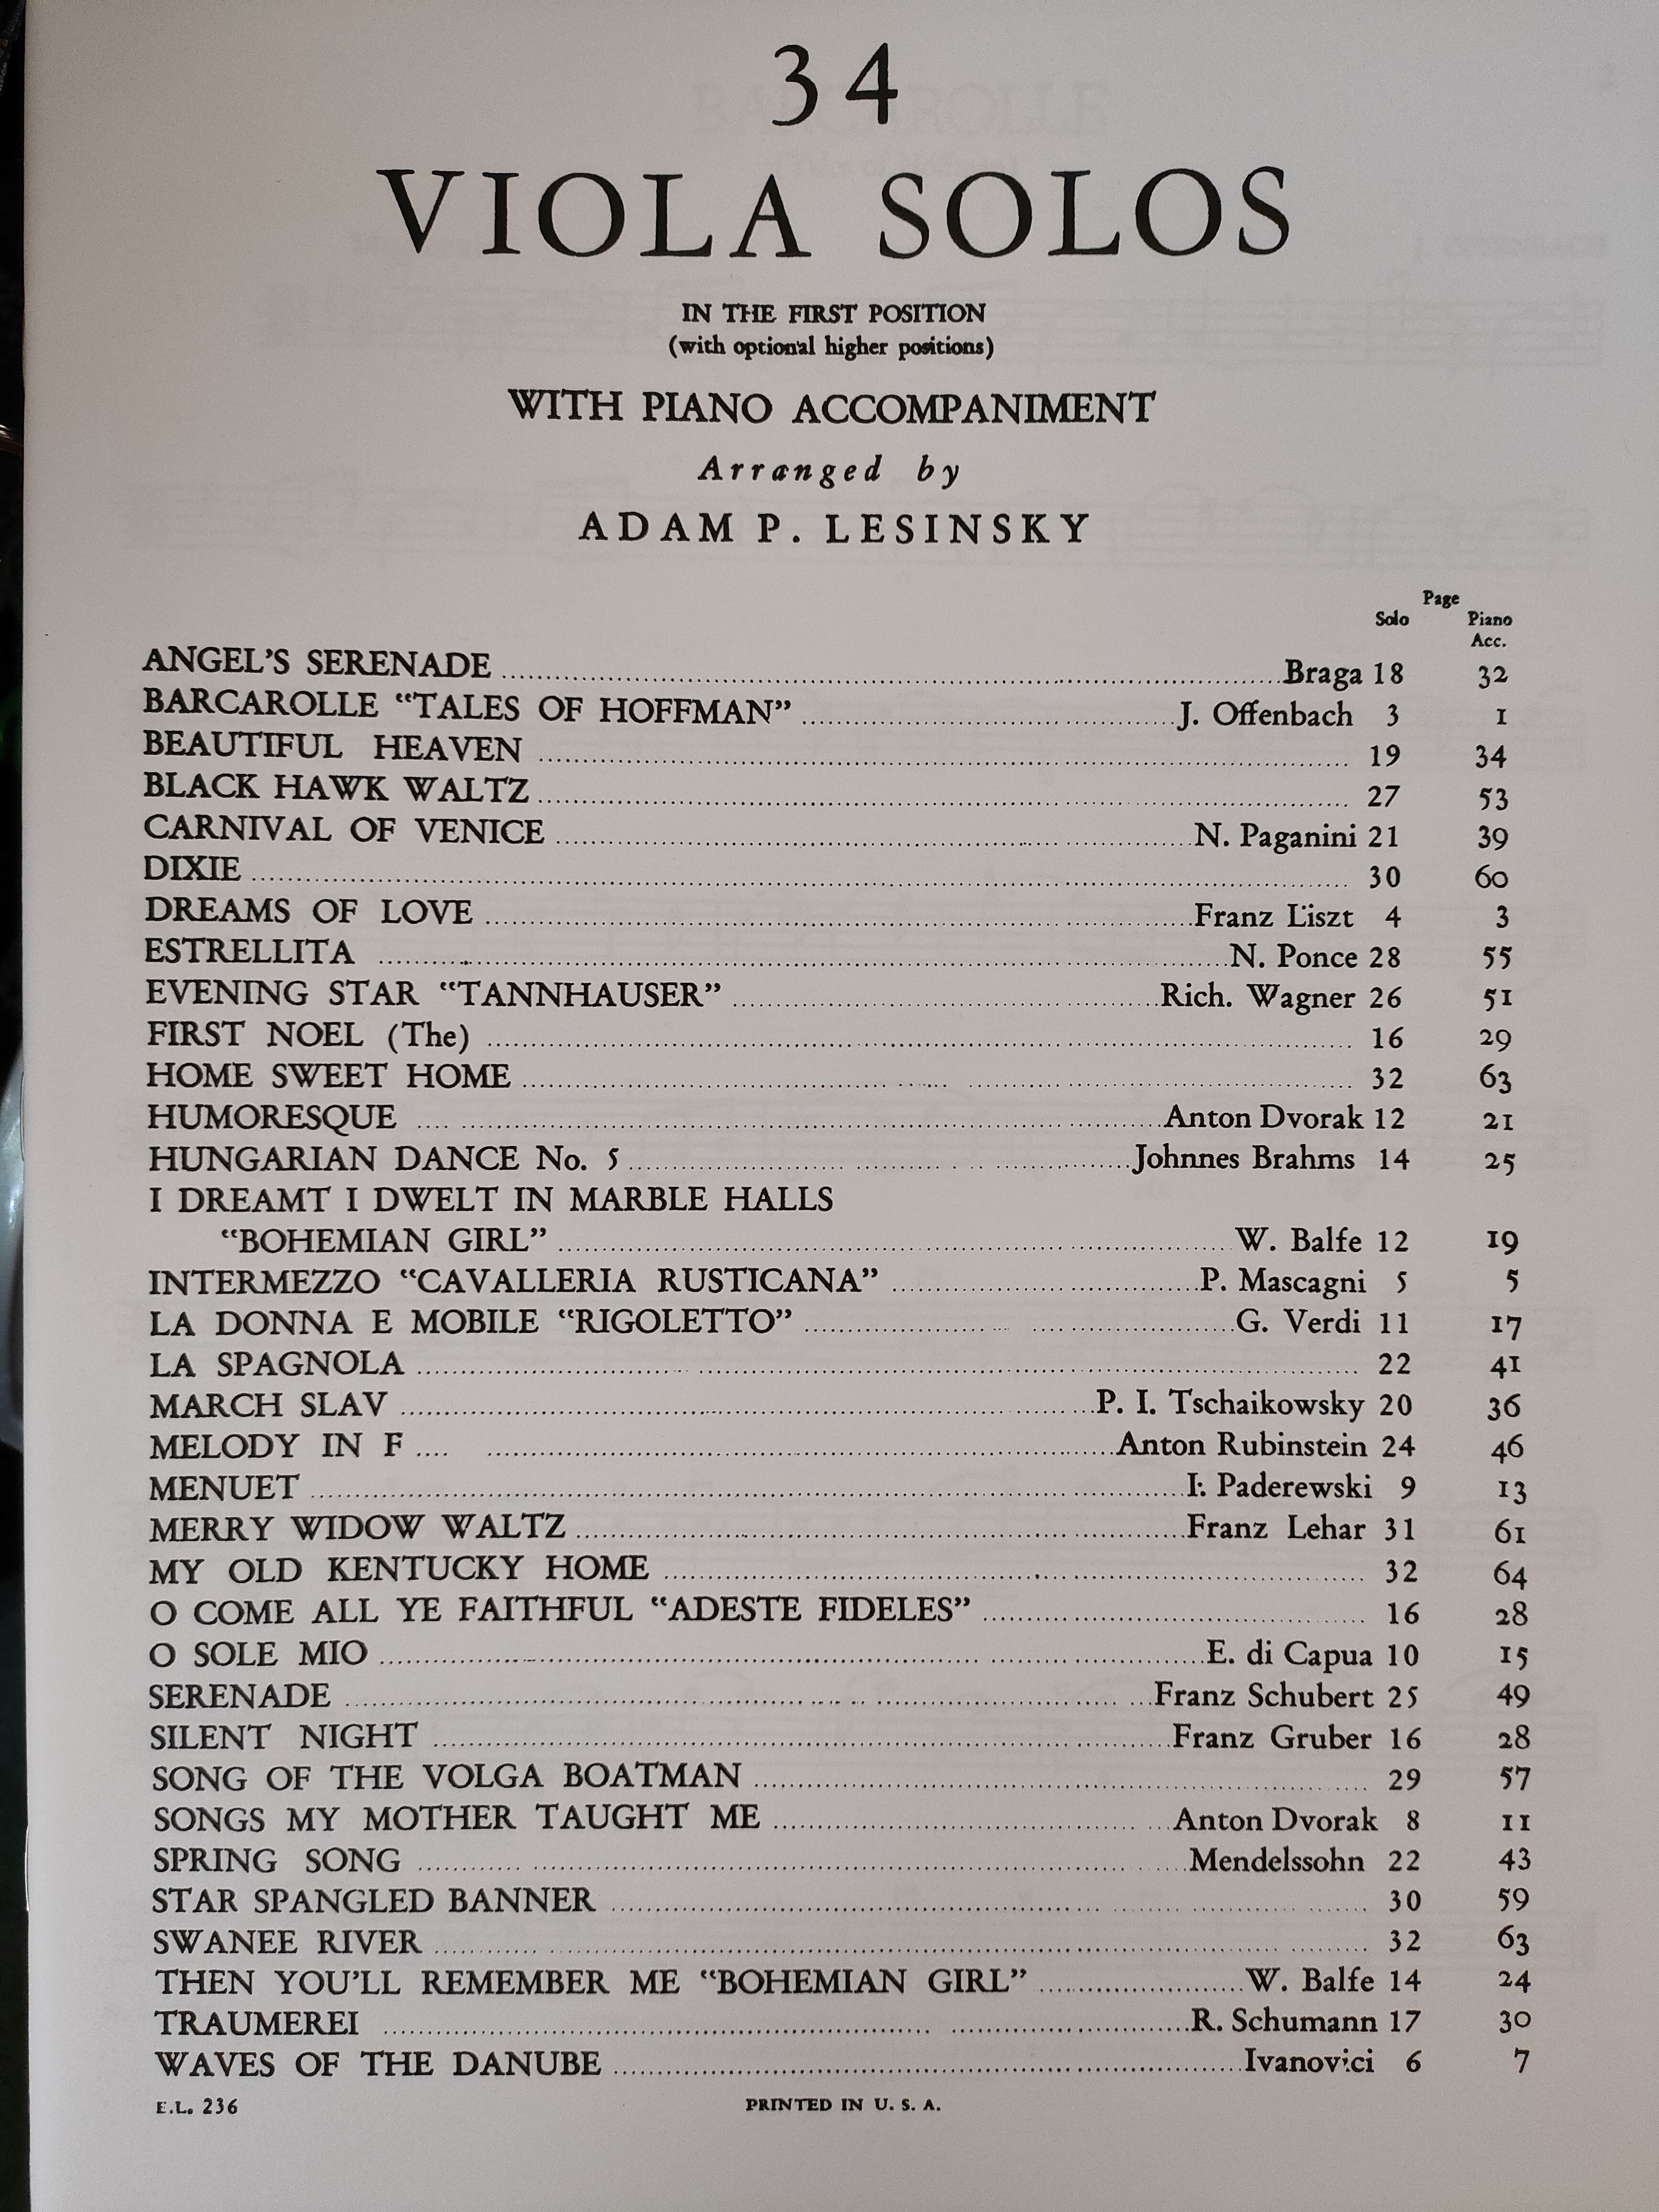 34
VIOLA SOLOS
IN THE FIRST POSITION
(with optional higher positions)
WITH PIANO ACCOMPANIMENT
Arranged by
ADAM P. LESINSKY
Page
Solo Piano
Acc.
ANGEL'S SERENADE ........ Braga 18 32
BARCAROLLE "TALES OF HOFFMAN" ........ J. Offenbach 3 1
BEAUTIFUL HEAVEN ........ 19 34
BLACK HAWK WALTZ ........ 27 53
CARNIVAL OF VENICE ........ N. Paganini 21 39
DIXIE ........ 30 60
DREAMS OF LOVE ........ Franz Liszt 4 3
ESTRELLITA ........ N. Ponce 28 55
EVENING STAR "TANNHAUSER" ........ Rich. Wagner 26 51
FIRST NOEL (The) ........ 16 29
HOME SWEET HOME ........ 32 63
HUMORESQUE ........ Anton Dvorak 12 21
HUNGARIAN DANCE No. 5 ........ Johnnes Brahms 14 25
I DREAMT I DWELT IN MARBLE HALLS
"BOHEMIAN GIRL" ........ W. Balfe 12 19
INTERMEZZO "CAVALLERIA RUSTICANA" ........ P. Mascagni 5 5
LA DONNA E MOBILE "RIGOLETTO" ........ G. Verdi 11 17
LA SPAGNOLA ........ 22 41
MARCH SLAV ........ P. I. Tschaikowsky 20 36
MELODY IN F ........ Anton Rubinstein 24 46
MENUET ........ I. Paderewski 9 13
MERRY WIDOW WALTZ ........ Franz Lehar 31 61
MY OLD KENTUCKY HOME ........ 32 64
O COME ALL YE FAITHFUL "ADESTE FIDELES" ........ 16 28
O SOLE MIO ........ E. di Capua 10 15
SERENADE ........ Franz Schubert 25 49
SILENT NIGHT ........ Franz Gruber 16 28
SONG OF THE VOLGA BOATMAN ........ 29 57
SONGS MY MOTHER TAUGHT ME ........ Anton Dvorak 8 11
SPRING SONG ........ Mendelssohn 22 43
STAR SPANGLED BANNER ........ 30 59
SWANEE RIVER ........ 32 63
THEN YOU'LL REMEMBER ME "BOHEMIAN GIRL" ........ W. Balfe 14 24
TRAUMEREI ........ R. Schumann 17 30
WAVES OF THE DANUBE ........ Ivanovici 6 7
E.L. 236 PRINTED IN U. S. A.